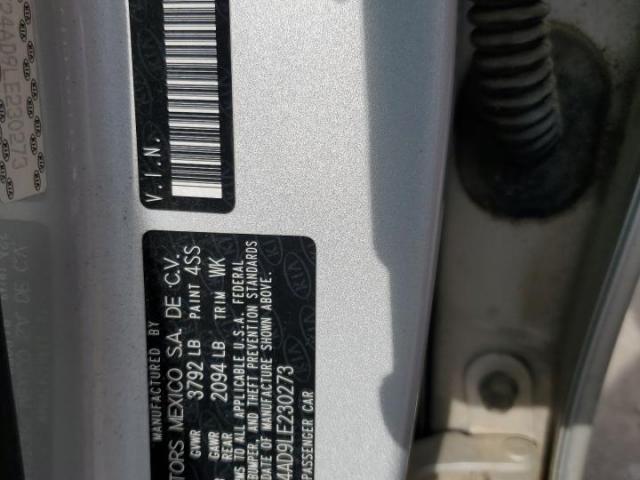 24AD9LE230273
V.I.N.
MANUFACTURED BY
TORS MEXICO S.A. DE C.V.
GVWR 3792 LB PAINT 4SS
GAWR 2094 LB TRIM WK
REAR
MS TO ALL APPLICABLE U.S.A. FEDERAL
BUMPER AND THEFT PREVENTION STANDARDS
DATE OF MANUFACTURE SHOWN ABOVE.
4AD9LE230273
PASSENGER CAR